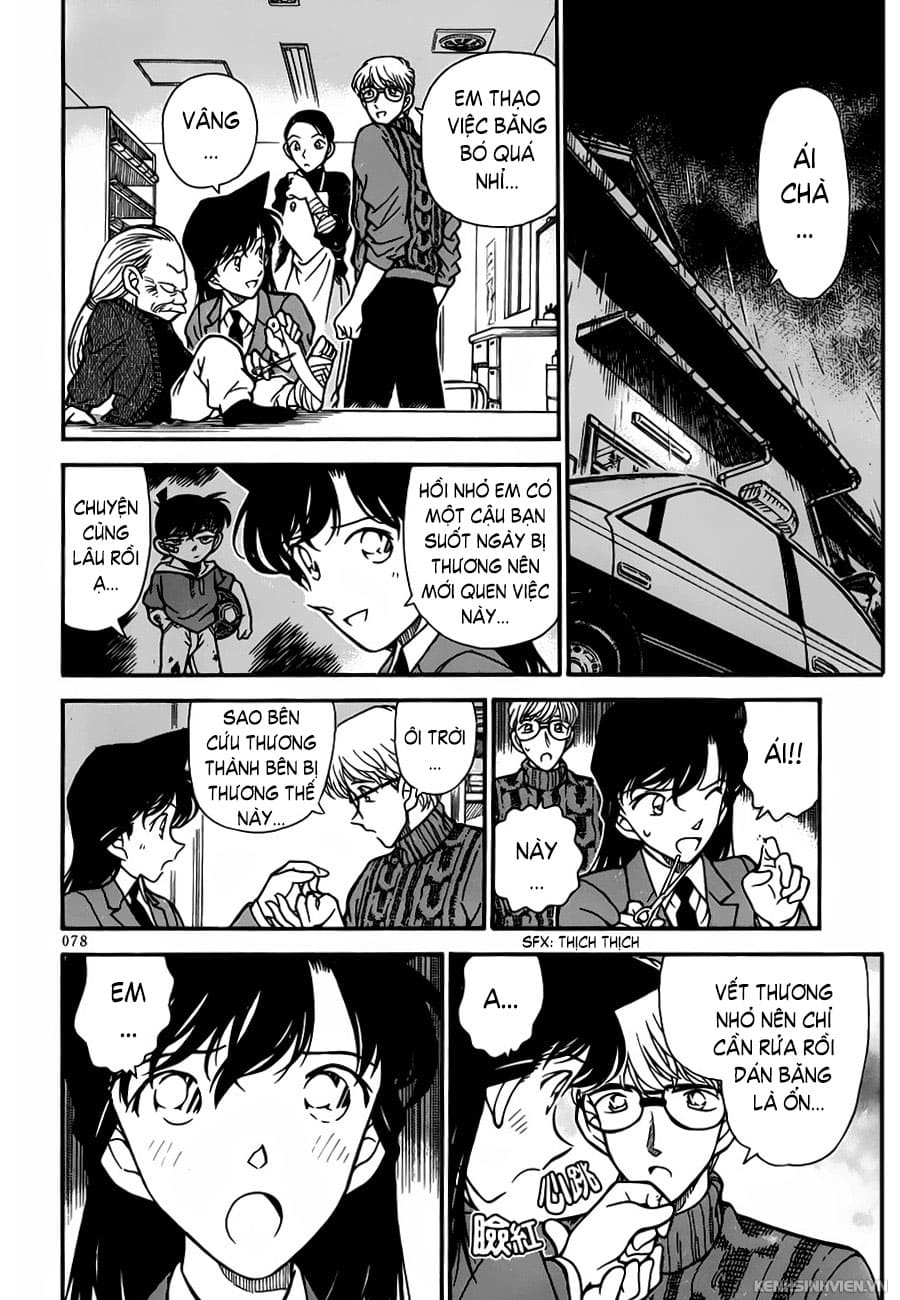 ÁI
CHÀ
...
EM THẠO
VIỆC BĂNG
BÓ QUÁ
NHỈ...
VÂNG
...
HỒI NHỎ EM CÓ
MỘT CẬU BẠN
SUỐT NGÀY BỊ
THƯƠNG NÊN
MỚI QUEN VIỆC
NÀY...
CHUYỆN
CŨNG
LÂU RỒI
Ạ...
ÁI!!
NÀY
...
ÔI TRỜI
...
SAO BÊN
CỨU THƯƠNG
THÀNH BÊN BỊ
THƯƠNG THẾ
NÀY...
078
SFX: THỊCH THỊCH
VẾT THƯƠNG
NHỎ NÊN CHỈ
CẦN RỬA RỒI
DÁN BĂNG
LÀ ỔN...
A...
心跳
臉紅
EM
...
KENHSINHVIEN.VN